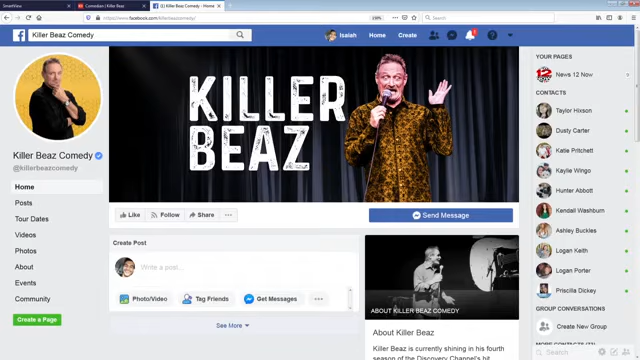 SmartView
Comedian | Killer Beaz
(1) Killer Beaz Comedy - Home
https://www.facebook.com/killerbeazcomedy/
Search
Killer Beaz Comedy
Isaiah
Home
Create
KILLER
BEAZ
Killer Beaz Comedy
@killerbeazcomedy
Home
Posts
Tour Dates
Videos
Photos
About
Events
Community
Create a Page
Like
Follow
Share
Send Message
Create Post
Write a post...
Photo/Video
Tag Friends
Get Messages
See More
ABOUT KILLER BEAZ COMEDY
About Killer Beaz
Killer Beaz is currently shining in his fourth
season of the Discovery Channel's hit
YOUR PAGES
News 12 Now
CONTACTS
Taylor Hixson
Dusty Carter
Katie Pritchett
Kaylie Wingo
Hunter Abbott
Kendall Washburn
Ashley Buckles
Logan Keith
Logan Porter
Priscilla Dickey
GROUP CONVERSATIONS
Create New Group
Search